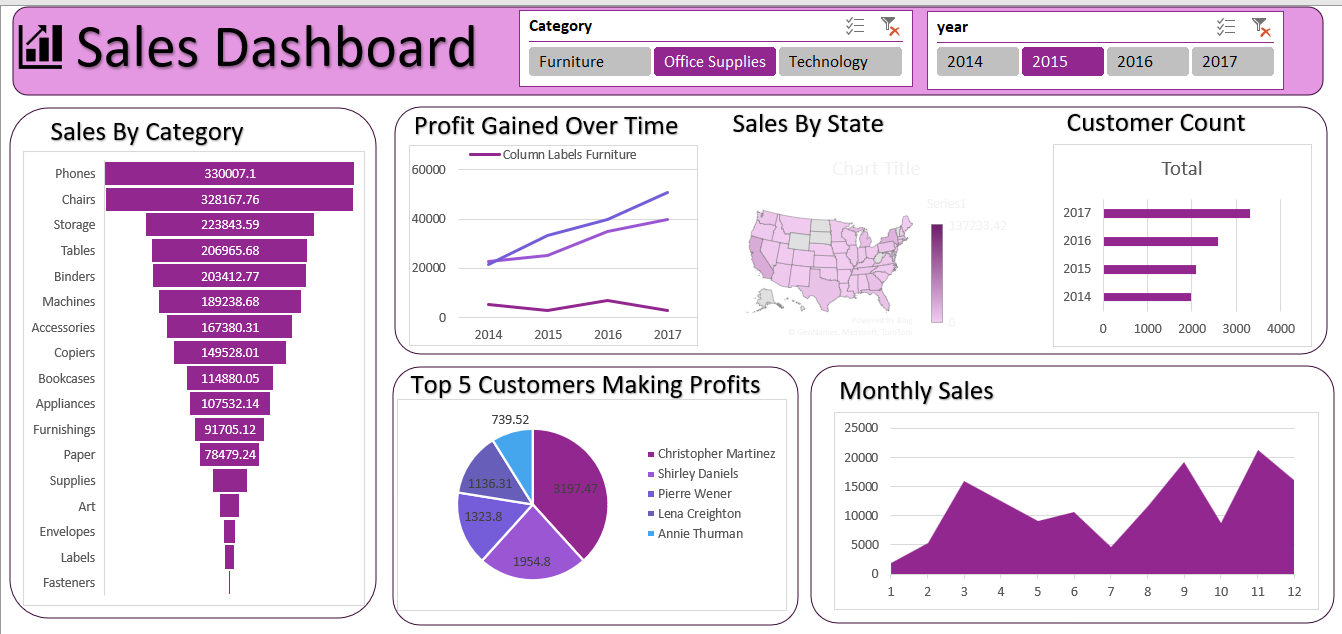 Sales Dashboard
Category
Furniture
Office Supplies
Technology
year
2014
2015
2016
2017
Sales By Category
Phones 330007.1
Chairs 328167.76
Storage 223843.59
Tables 206965.68
Binders 203412.77
Machines 189238.68
Accessories 167380.31
Copiers 149528.01
Bookcases 114880.05
Appliances 107532.14
Furnishings 91705.12
Paper 78479.24
Supplies
Art
Envelopes
Labels
Fasteners
Profit Gained Over Time
Column Labels Furniture
60000
40000
20000
0
2014 2015 2016 2017
Sales By State
Chart Title
Series1
137233.42
0
Powered by Bing
© GeoNames, Microsoft, TomTom
Customer Count
Total
2017
2016
2015
2014
0 1000 2000 3000 4000
Top 5 Customers Making Profits
739.52
1136.31
3197.47
1323.8
1954.8
Christopher Martinez
Shirley Daniels
Pierre Wener
Lena Creighton
Annie Thurman
Monthly Sales
25000
20000
15000
10000
5000
0
1 2 3 4 5 6 7 8 9 10 11 12